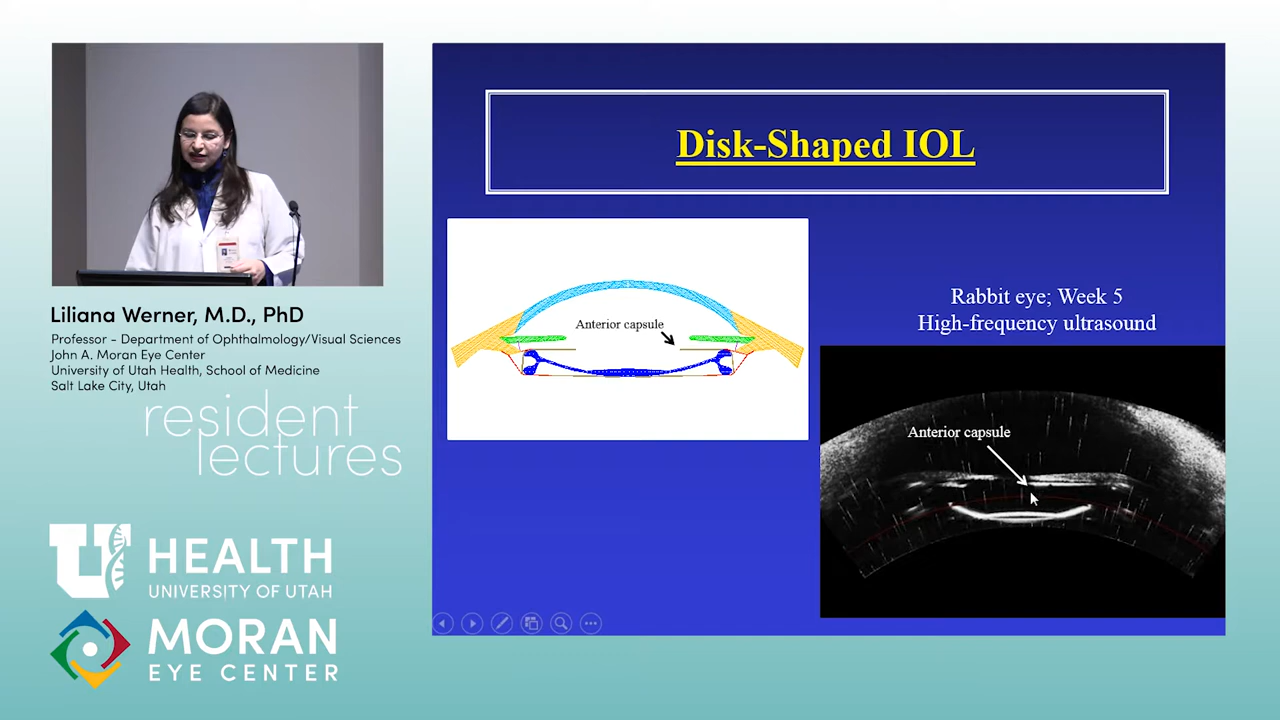 Disk-Shaped IOL
Anterior capsule
Rabbit eye; Week 5
High-frequency ultrasound
Anterior capsule
Liliana Werner, M.D., PhD
Professor - Department of Ophthalmology/Visual Sciences
John A. Moran Eye Center
University of Utah Health, School of Medicine
Salt Lake City, Utah
resident
lectures
U HEALTH
UNIVERSITY OF UTAH
MORAN
EYE CENTER